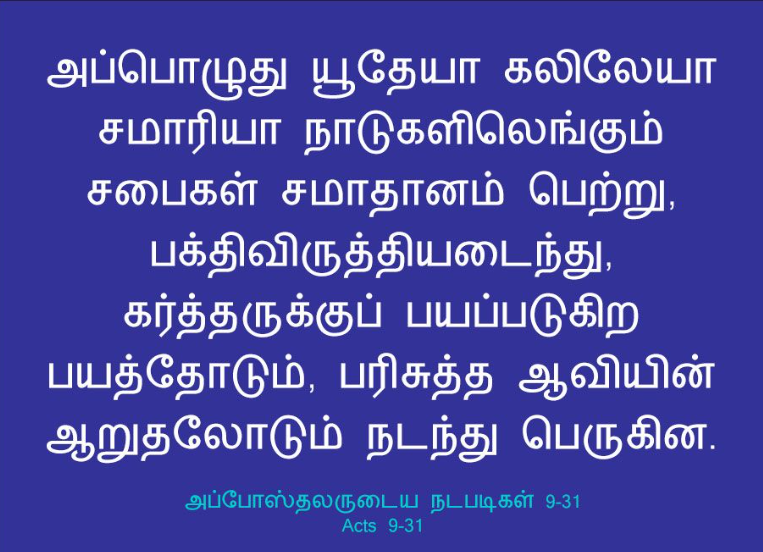 அப்பொழுது யூதேயா கலிலேயா
சமாரியா நாடுகளிலெங்கும்
சபைகள் சமாதானம் பெற்று,
பக்திவிருத்தியடைந்து,
கர்த்தருக்குப் பயப்படுகிற
பயத்தோடும், பரிசுத்த ஆவியின்
ஆறுதலோடும் நடந்து பெருகின.
அப்போஸ்தலருடைய நடபடிகள் 9-31
Acts 9-31